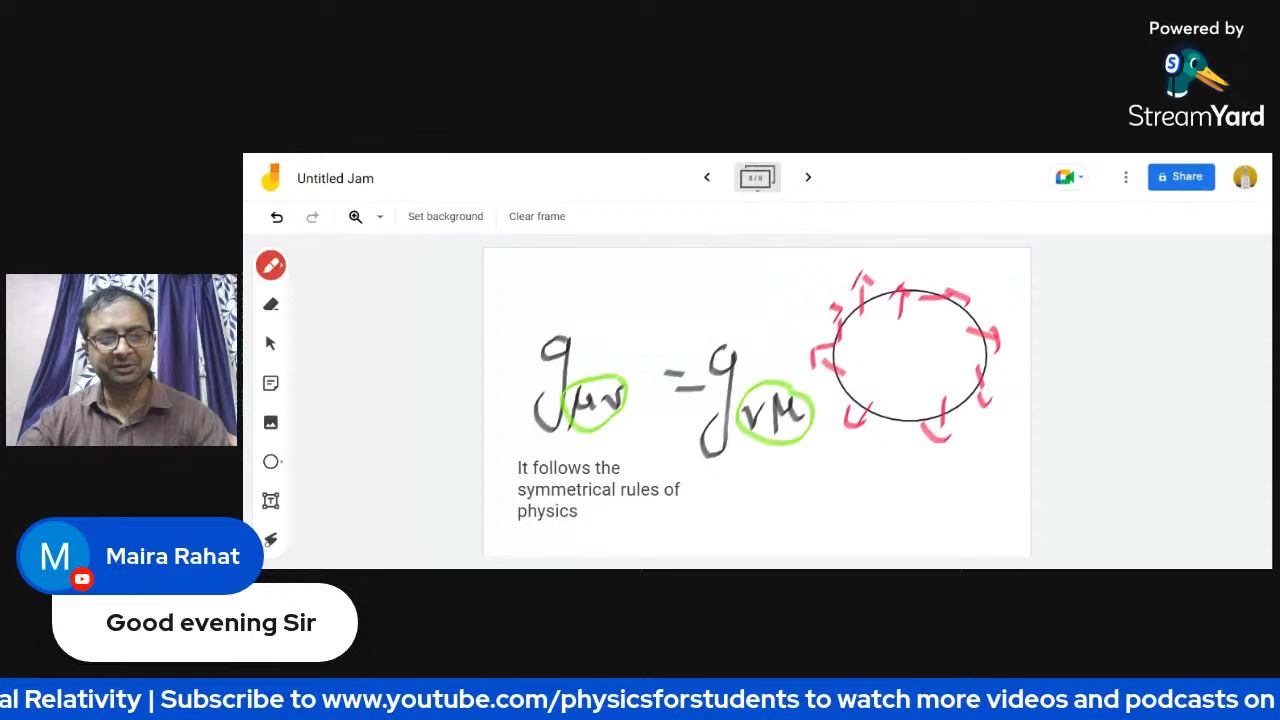 Powered by
S
StreamYard
Untitled Jam
8 / 8
Share
Set background
Clear frame
gμν = gνμ
It follows the
symmetrical rules of
physics
T
M
Maira Rahat
Good evening Sir
al Relativity | Subscribe to www.youtube.com/physicsforstudents to watch more videos and podcasts on